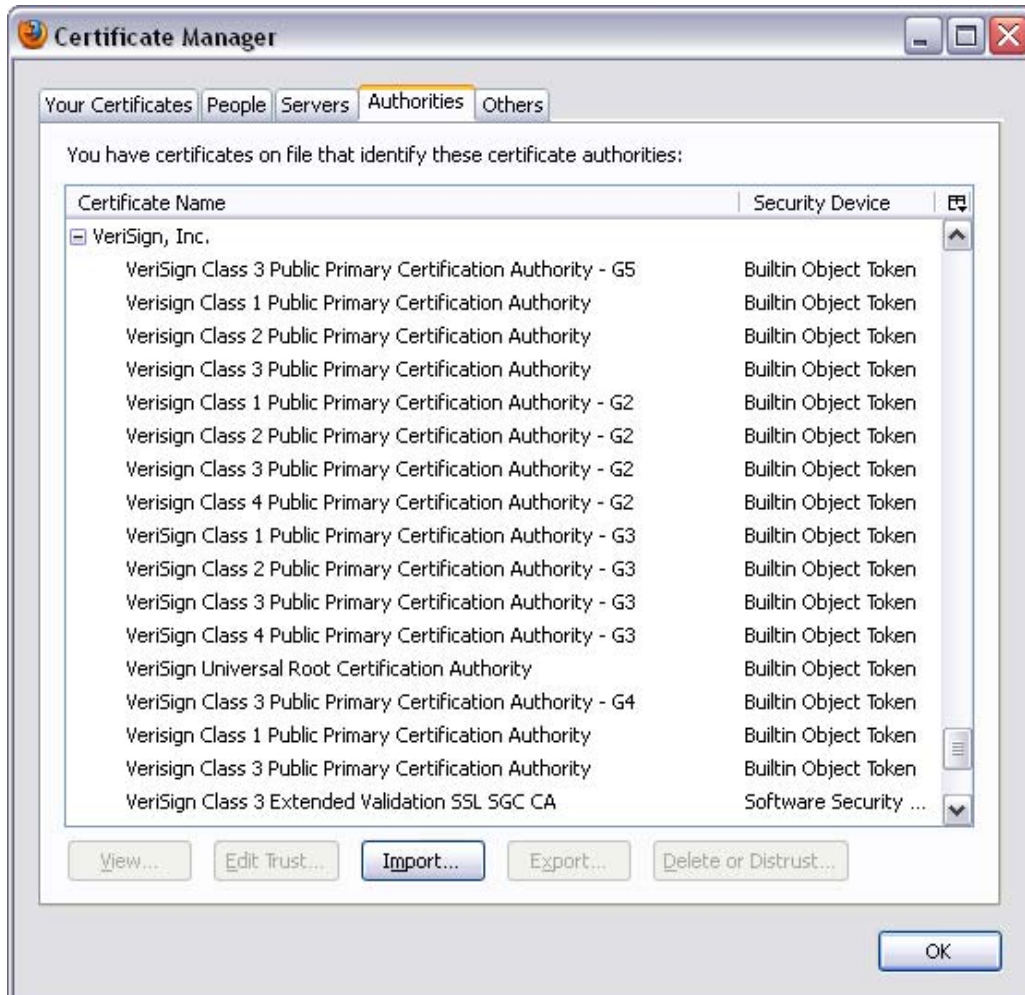 Certificate Manager
Your Certificates People Servers Authorities Others
You have certificates on file that identify these certificate authorities:
Certificate Name Security Device
VeriSign, Inc.
VeriSign Class 3 Public Primary Certification Authority - G5 Builtin Object Token
Verisign Class 1 Public Primary Certification Authority Builtin Object Token
Verisign Class 2 Public Primary Certification Authority Builtin Object Token
Verisign Class 3 Public Primary Certification Authority Builtin Object Token
Verisign Class 1 Public Primary Certification Authority - G2 Builtin Object Token
Verisign Class 2 Public Primary Certification Authority - G2 Builtin Object Token
Verisign Class 3 Public Primary Certification Authority - G2 Builtin Object Token
Verisign Class 4 Public Primary Certification Authority - G2 Builtin Object Token
VeriSign Class 1 Public Primary Certification Authority - G3 Builtin Object Token
VeriSign Class 2 Public Primary Certification Authority - G3 Builtin Object Token
VeriSign Class 3 Public Primary Certification Authority - G3 Builtin Object Token
VeriSign Class 4 Public Primary Certification Authority - G3 Builtin Object Token
VeriSign Universal Root Certification Authority Builtin Object Token
VeriSign Class 3 Public Primary Certification Authority - G4 Builtin Object Token
Verisign Class 1 Public Primary Certification Authority Builtin Object Token
Verisign Class 3 Public Primary Certification Authority Builtin Object Token
VeriSign Class 3 Extended Validation SSL SGC CA Software Security ...
View... Edit Trust... Import... Export... Delete or Distrust...
OK